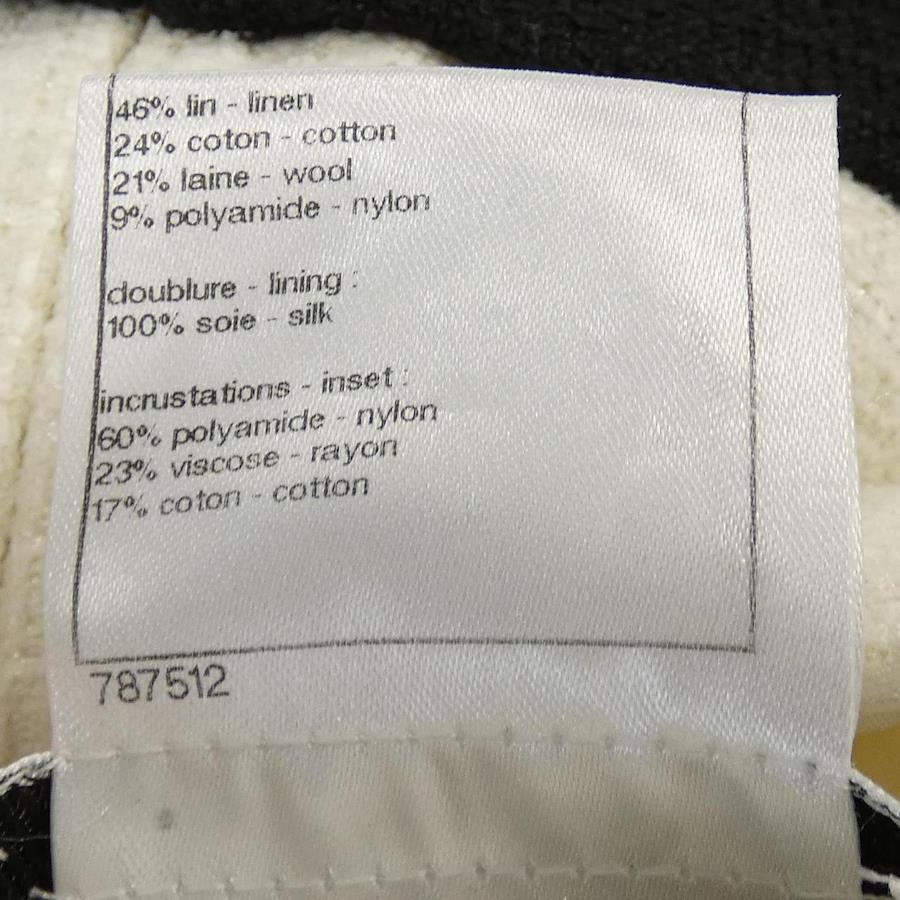 46% lin - linen
24% coton - cotton
21% laine - wool
9% polyamide - nylon
doublure - lining :
100% soie - silk
incrustations - inset :
60% polyamide - nylon
23% viscose - rayon
17% coton - cotton
787512